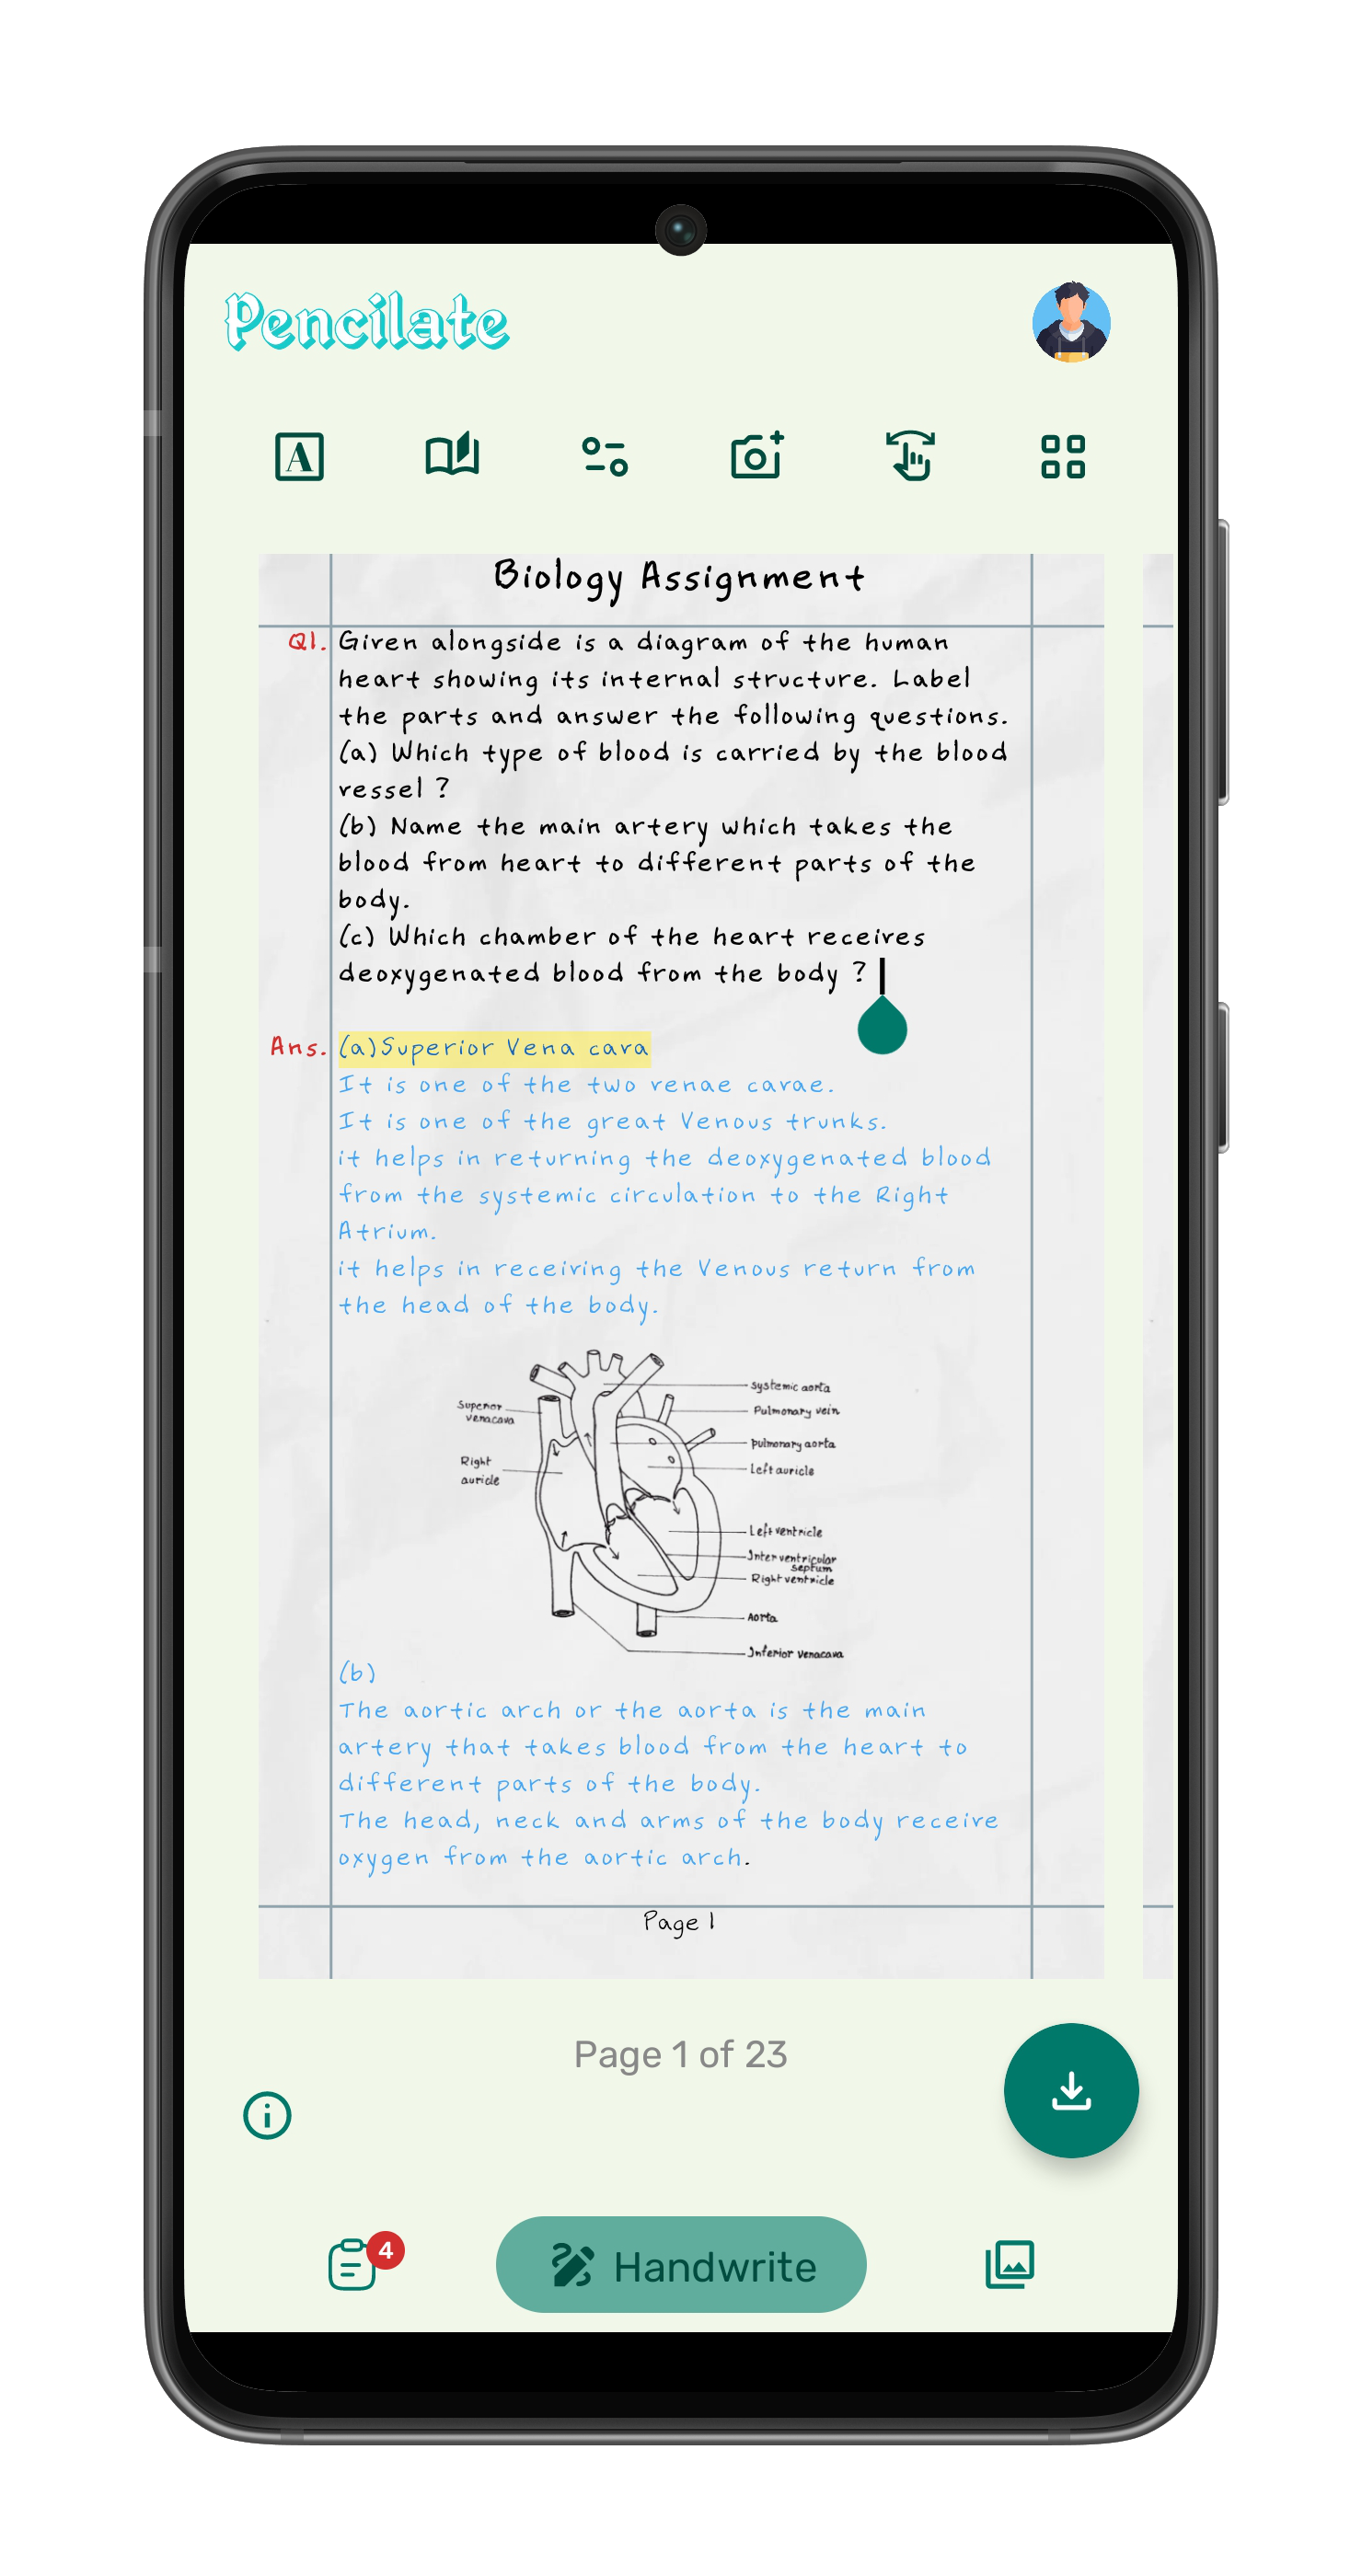 Pencilate
A
Biology Assignment
Q1. Given alongside is a diagram of the human
heart showing its internal structure. Label
the parts and answer the following questions.
(a) Which type of blood is carried by the blood
vessel ?
(b) Name the main artery which takes the
blood from heart to different parts of the
body.
(c) Which chamber of the heart receives
deoxygenated blood from the body ?
Ans. (a)Superior Vena cava
It is one of the two venae cavae.
It is one of the great Venous trunks.
it helps in returning the deoxygenated blood
from the systemic circulation to the Right
Atrium.
it helps in receiving the Venous return from
the head of the body.
Superior
venacava
Right
auricle
systemic aorta
Pulmonary vein
pulmonary aorta
Left auricle
Left ventricle
Interventricular
septum
Right ventricle
Aorta
Inferior venacava
(b)
The aortic arch or the aorta is the main
artery that takes blood from the heart to
different parts of the body.
The head, neck and arms of the body receive
oxygen from the aortic arch.
Page 1
Page 1 of 23
4
Handwrite